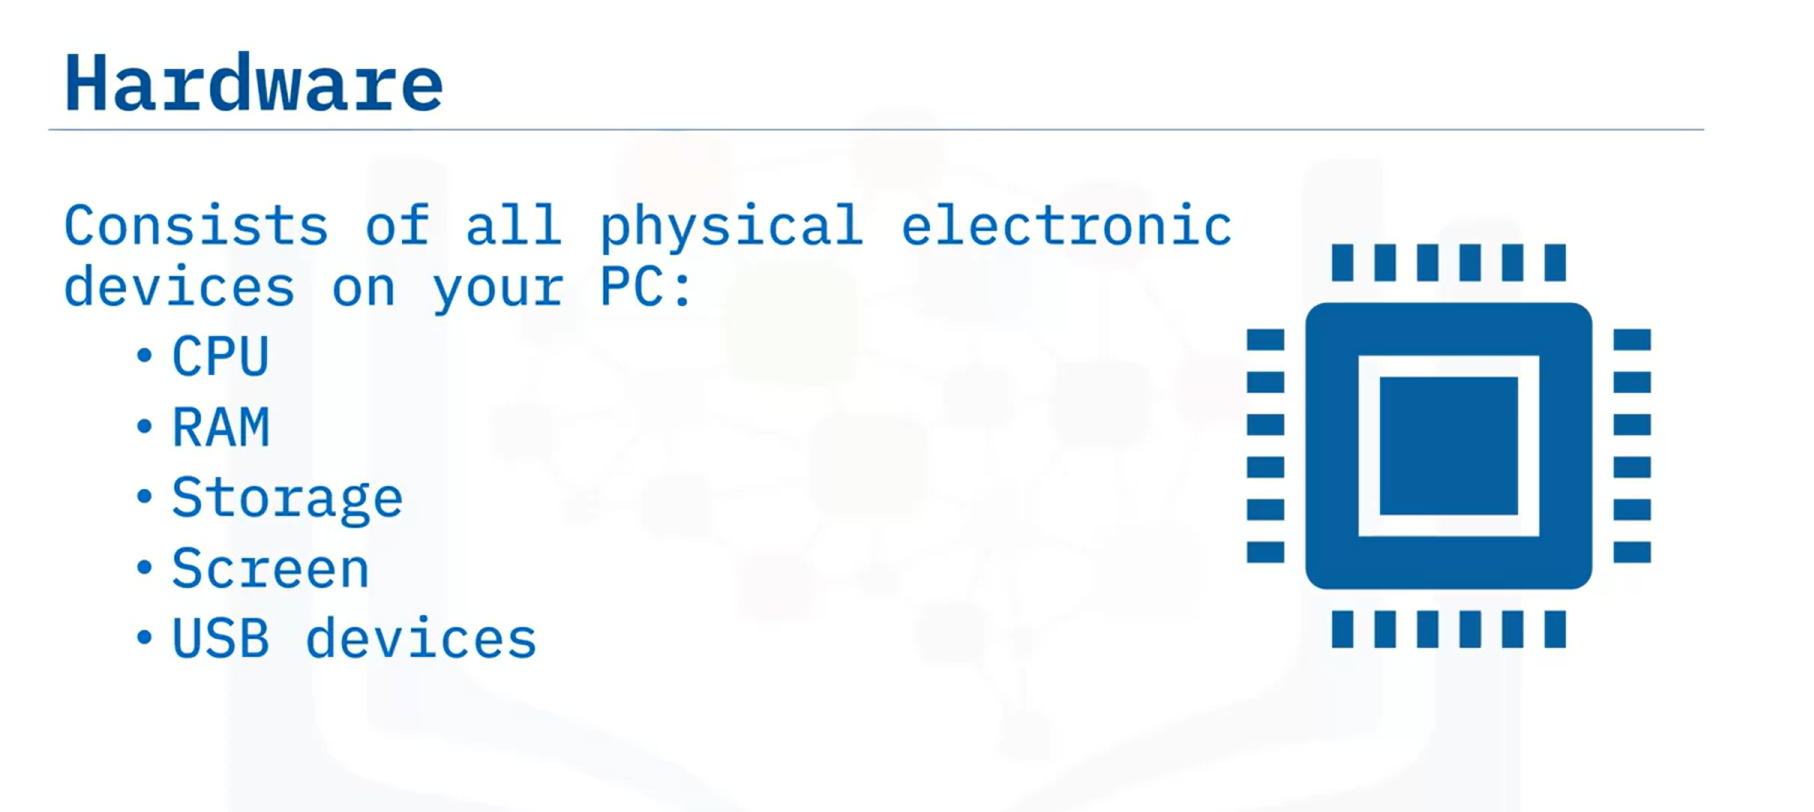 Hardware
Consists of all physical electronic
devices on your PC:
• CPU
• RAM
• Storage
• Screen
• USB devices